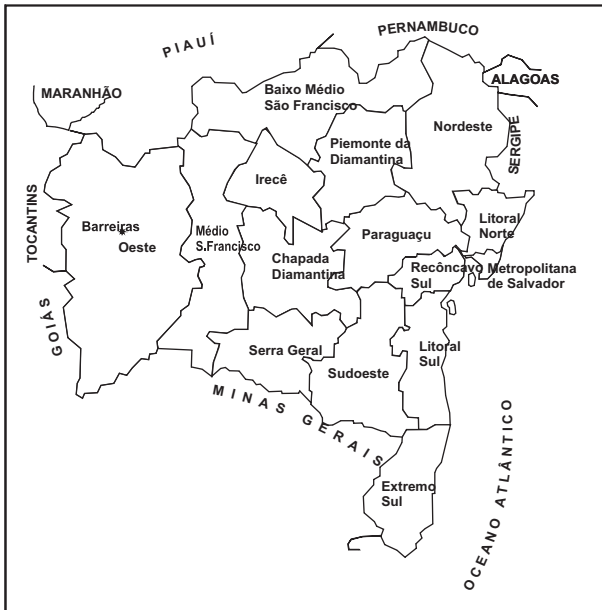 PERNAMBUCO
PIAUÍ
ALAGOAS
MARANHÃO
Baixo Médio
São Francisco
Nordeste
Piemonte da
Diamantina
SERGIPE
Irecê
TOCANTINS
Barreiras
Oeste
Médio
S.Francisco
Paraguaçu
Litoral
Norte
Chapada
Diamantina
Recôncavo
Sul
Metropolitana
de Salvador
GOIÁS
Serra Geral
Sudoeste
Litoral
Sul
MINAS GERAIS
Extremo
Sul
OCEANO ATLÂNTICO